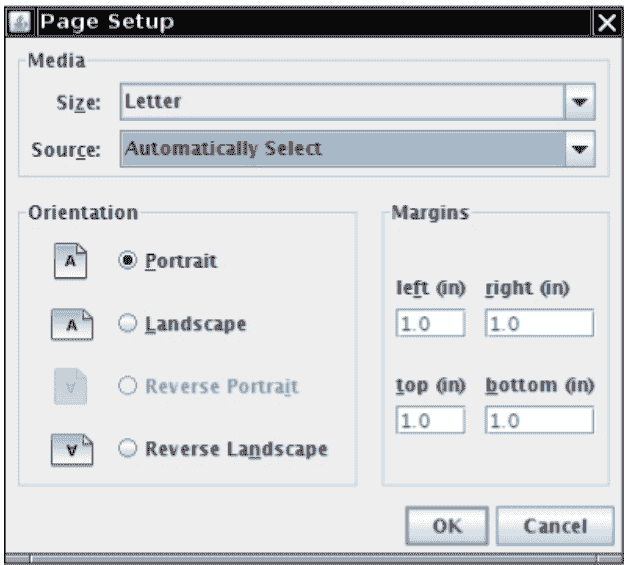 Page Setup
Media
Size: Letter
Source: Automatically Select
Orientation
A Portrait
A Landscape
A Reverse Portrait
A Reverse Landscape
Margins
left (in) right (in)
1.0 1.0
top (in) bottom (in)
1.0 1.0
OK Cancel